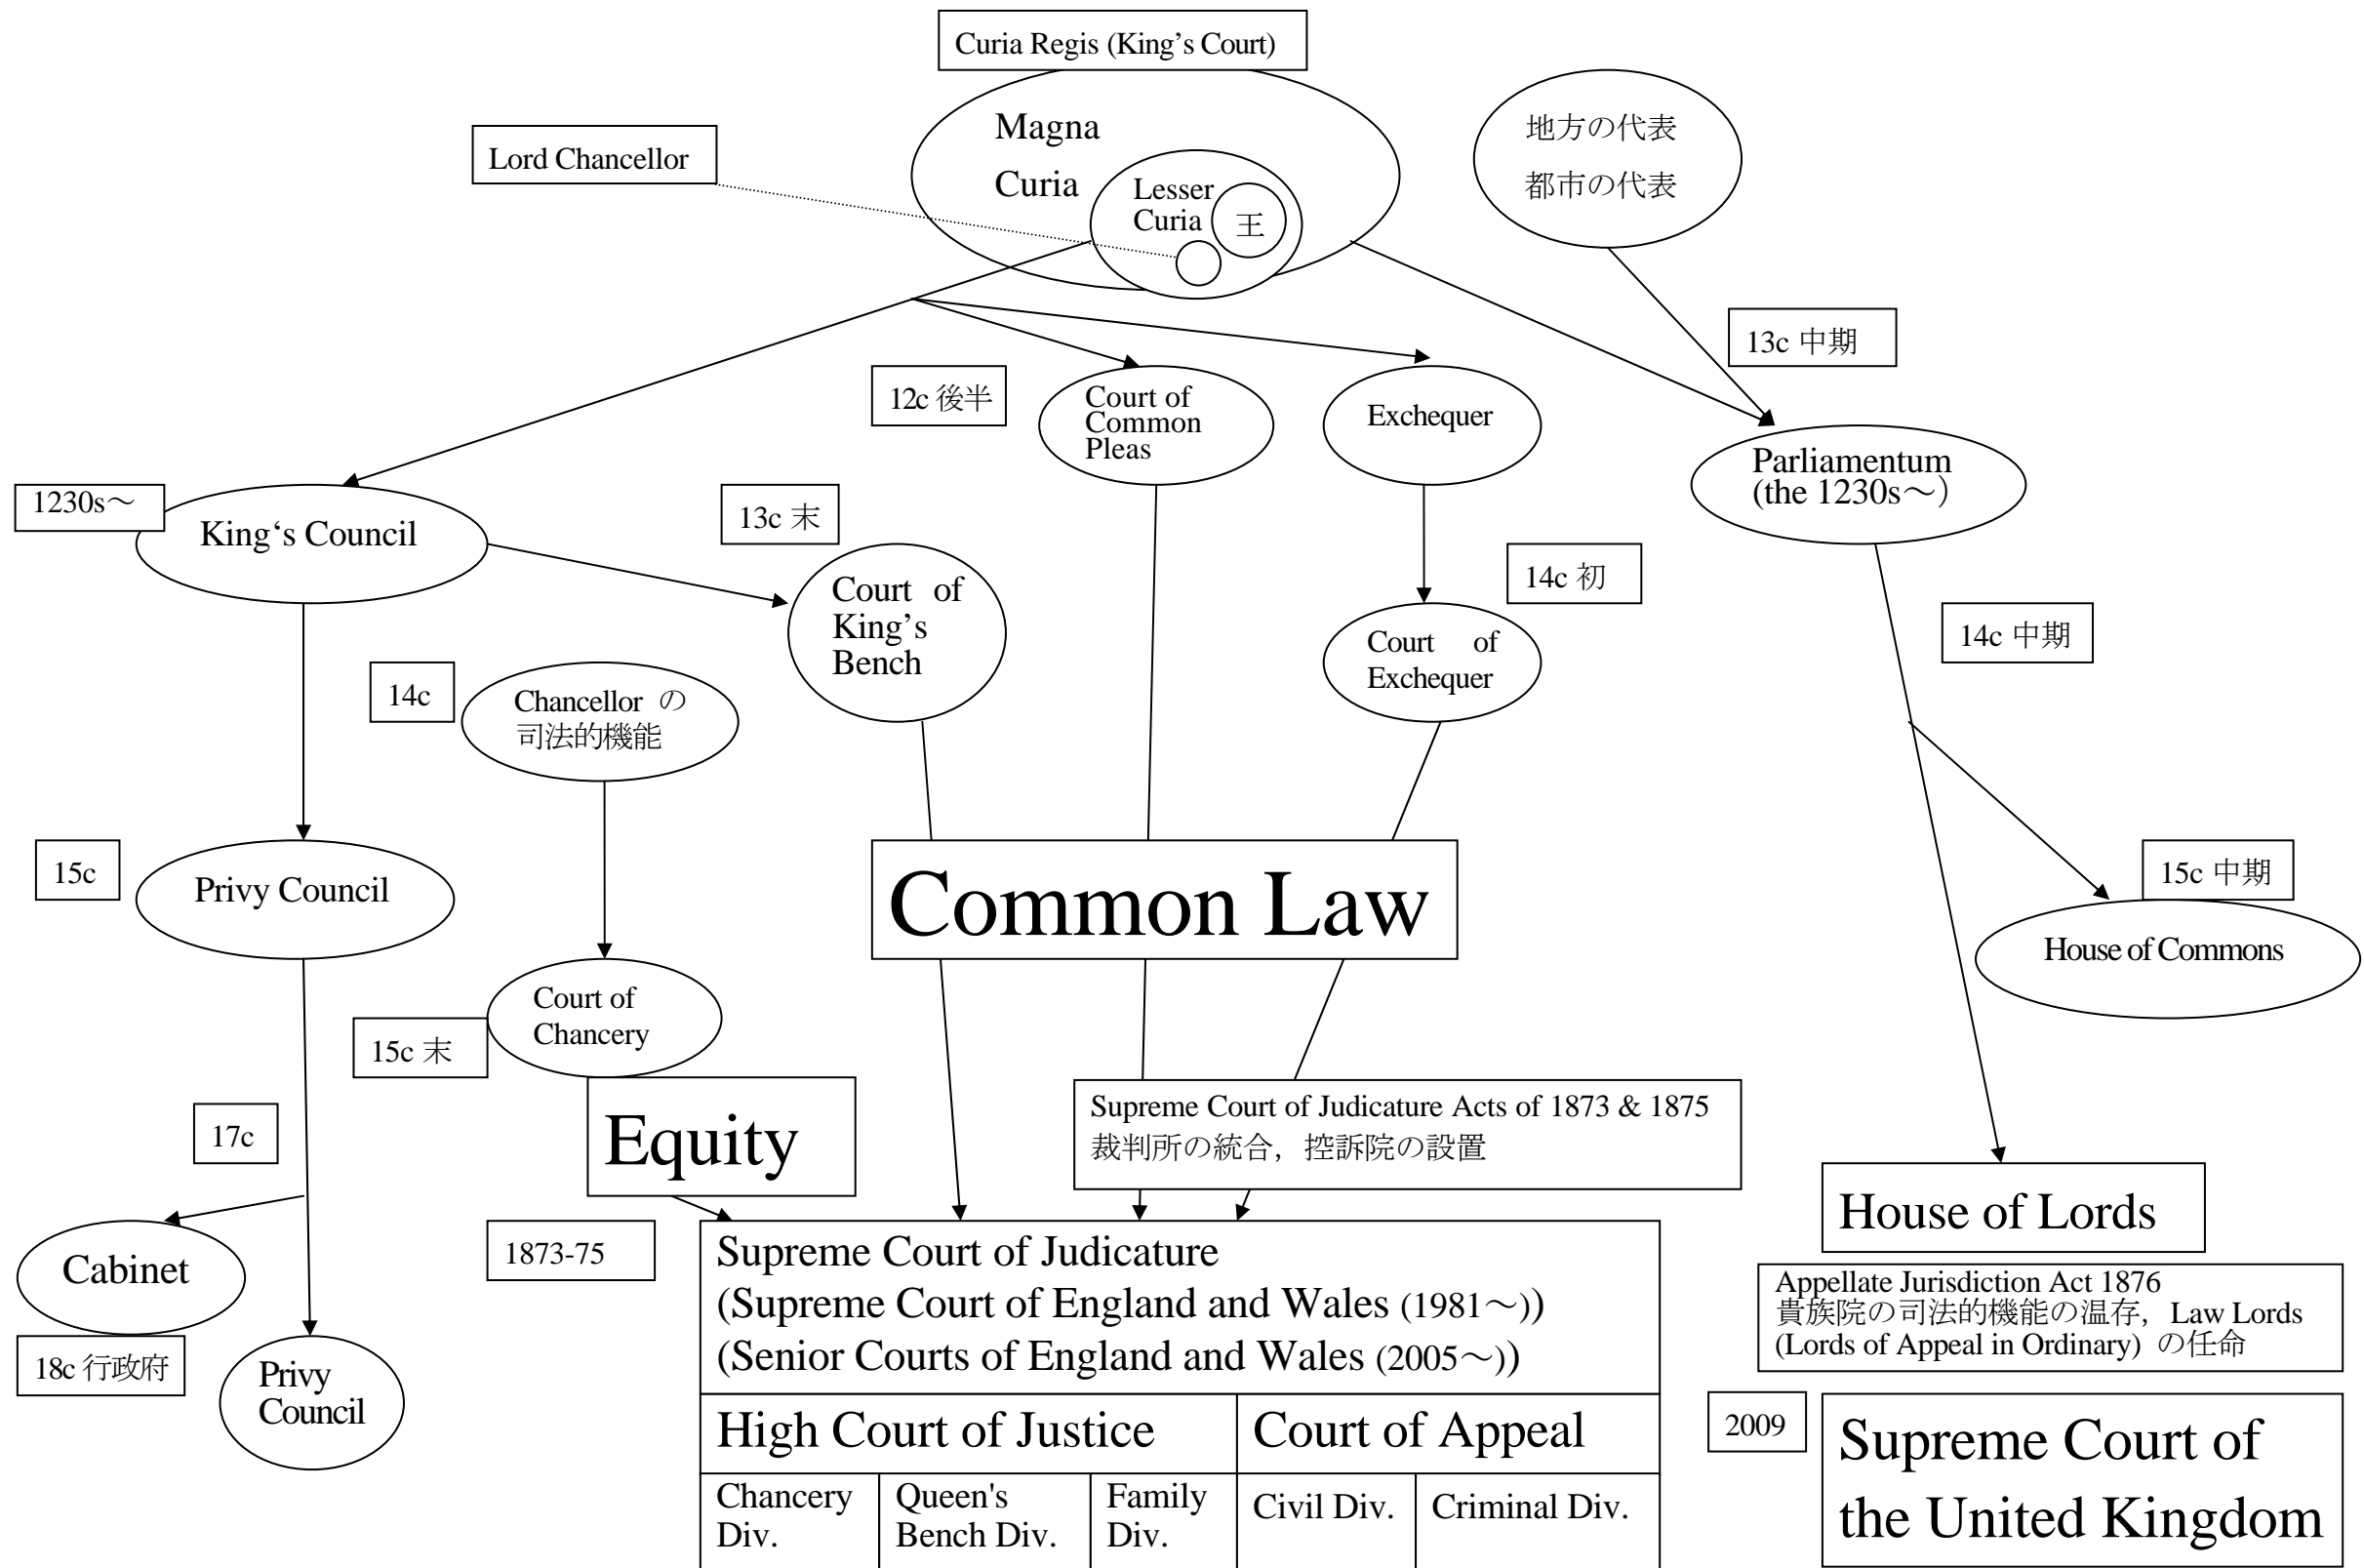 Curia Regis (King’s Court)
Magna
Curia
Lesser
Curia
王
Lord Chancellor
地方の代表
都市の代表
13c 中期
12c 後半
Court of
Common
Pleas
Exchequer
Parliamentum
(the 1230s～)
1230s～
King‘s Council
13c 末
Court of
King’s
Bench
14c 初
Court of
Exchequer
14c 中期
14c
Chancellor の
司法的機能
15c
Privy Council
Common Law
15c 中期
House of Commons
Court of
Chancery
15c 末
Equity
Supreme Court of Judicature Acts of 1873 & 1875
裁判所の統合，控訴院の設置
17c
Cabinet
18c 行政府
Privy
Council
1873-75
Supreme Court of Judicature
(Supreme Court of England and Wales (1981～))
(Senior Courts of England and Wales (2005～))
High Court of Justice
Court of Appeal
Chancery
Div.
Queen's
Bench Div.
Family
Div.
Civil Div.
Criminal Div.
House of Lords
Appellate Jurisdiction Act 1876
貴族院の司法的機能の温存，Law Lords
(Lords of Appeal in Ordinary) の任命
2009
Supreme Court of
the United Kingdom